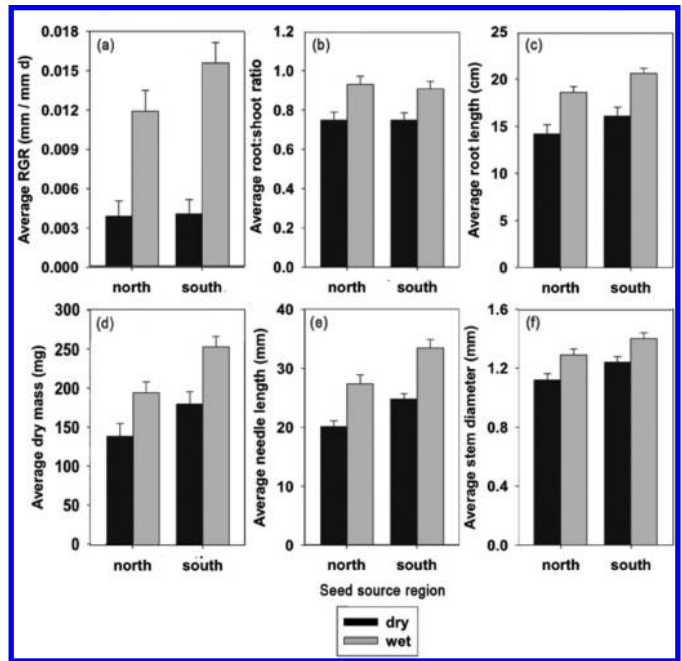 (a)
Average RGR (mm / mm d)
0.018
0.015
0.012
0.009
0.006
0.003
0.000
north south
(b)
Average root:shoot ratio
1.2
1.0
0.8
0.6
0.4
0.2
0.0
north south
(c)
Average root length (cm)
25
20
15
10
5
0
north south
(d)
Average dry mass (mg)
300
250
200
150
100
50
0
north south
(e)
Average needle length (mm)
40
30
20
10
0
north south
(f)
Average stem diameter (mm)
1.6
1.2
0.8
0.4
0.0
north south
Seed source region
dry
wet